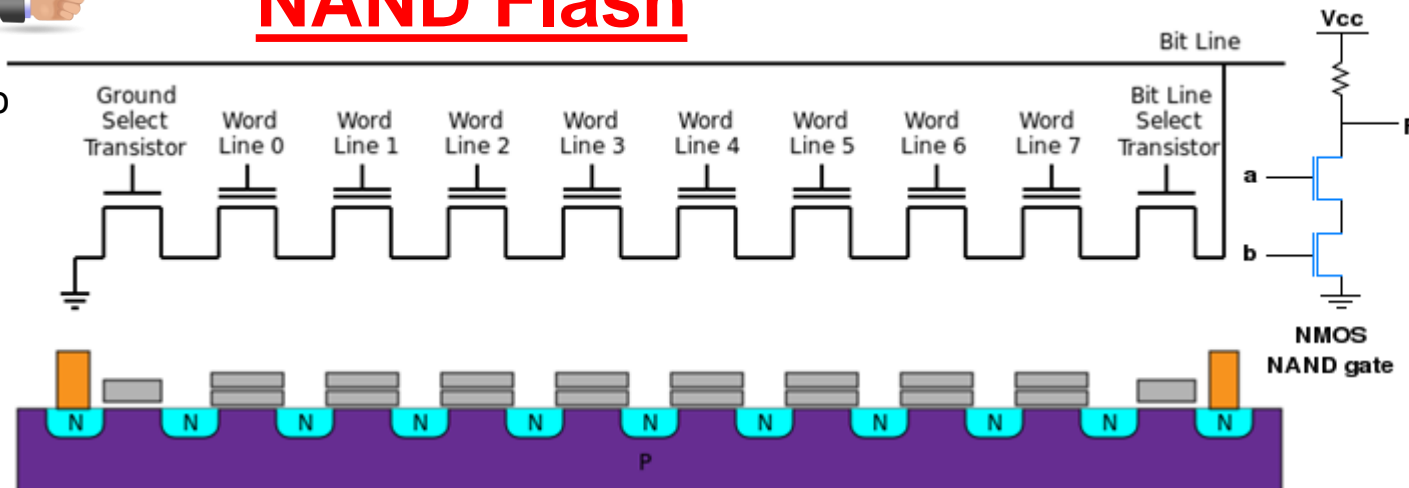 NAND Flash
Vcc
Bit Line
Ground
Select
Transistor
Word
Line 0
Word
Line 1
Word
Line 2
Word
Line 3
Word
Line 4
Word
Line 5
Word
Line 6
Word
Line 7
Bit Line
Select
Transistor
a
b
NMOS
NAND gate
N
N
N
N
N
N
N
N
N
N
N
P